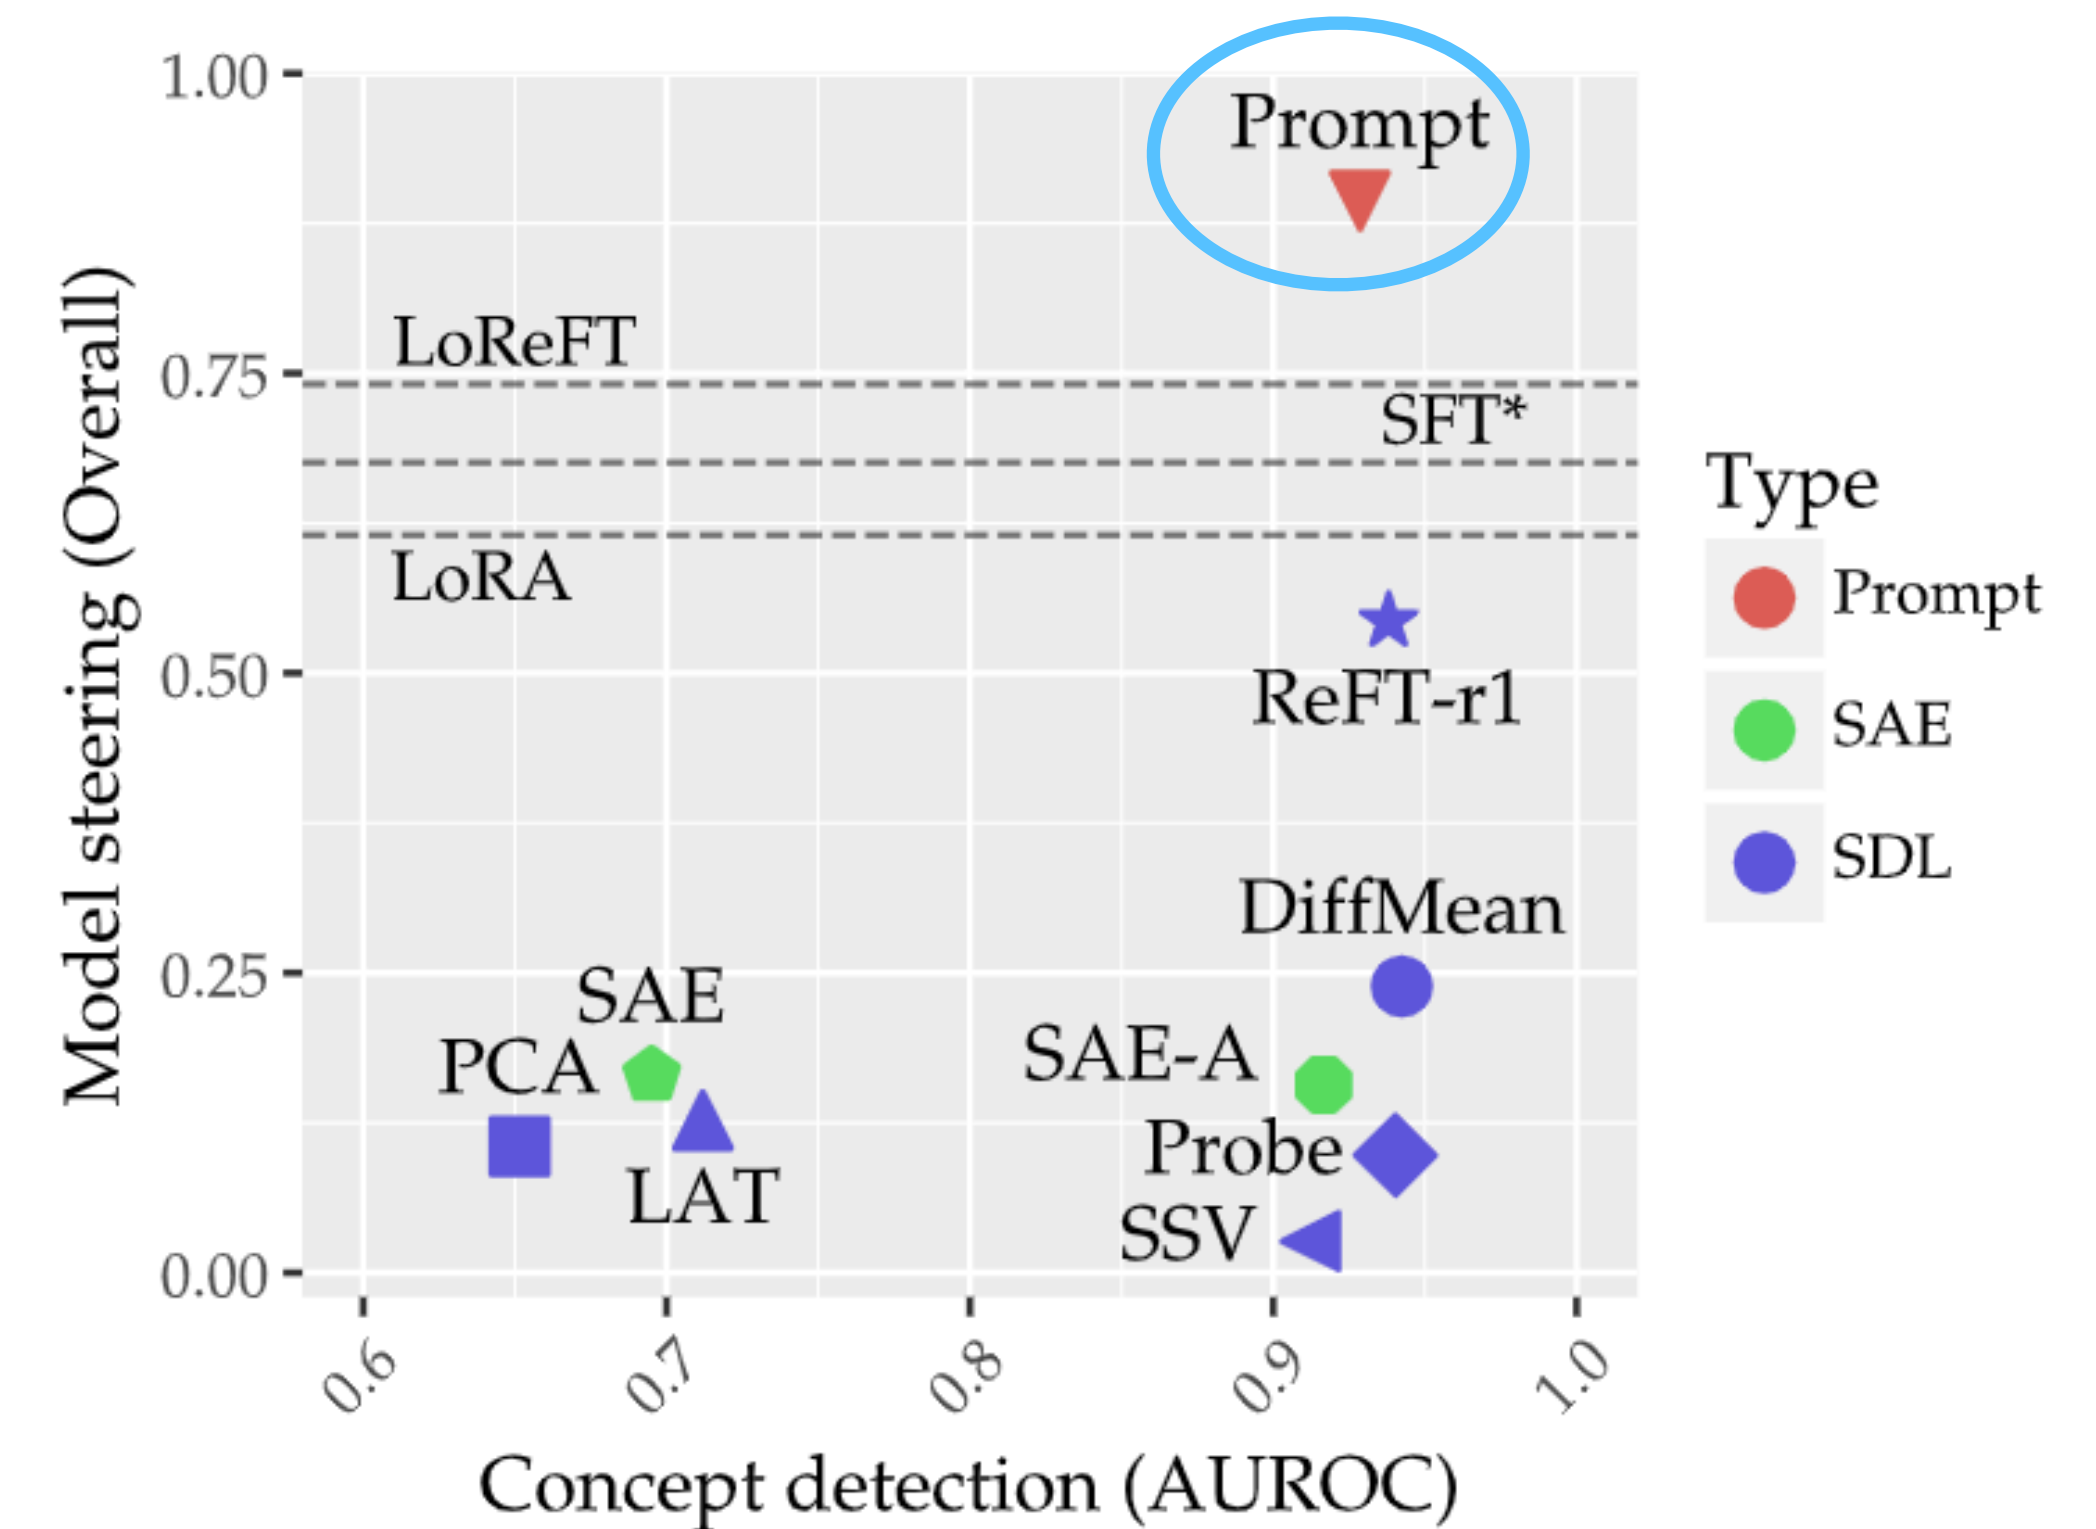 1.00
0.75
0.50
0.25
0.00
Model steering (Overall)
Prompt
LoReFT
SFT*
LoRA
ReFT-r1
DiffMean
SAE
SAE-A
PCA
Probe
LAT
SSV
0.6
0.7
0.8
0.9
1.0
Concept detection (AUROC)
Type
Prompt
SAE
SDL